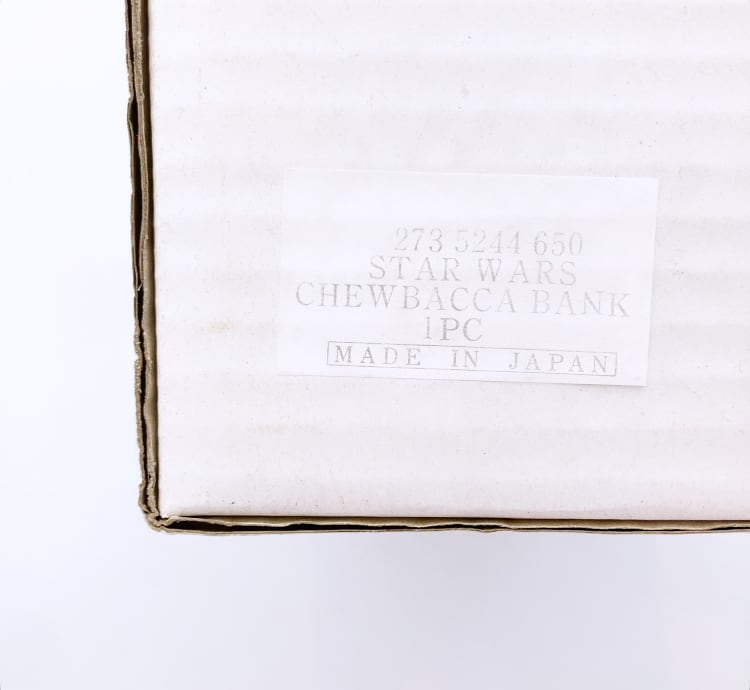 273 5244 650
STAR WARS
CHEWBACCA BANK
1PC
MADE IN JAPAN